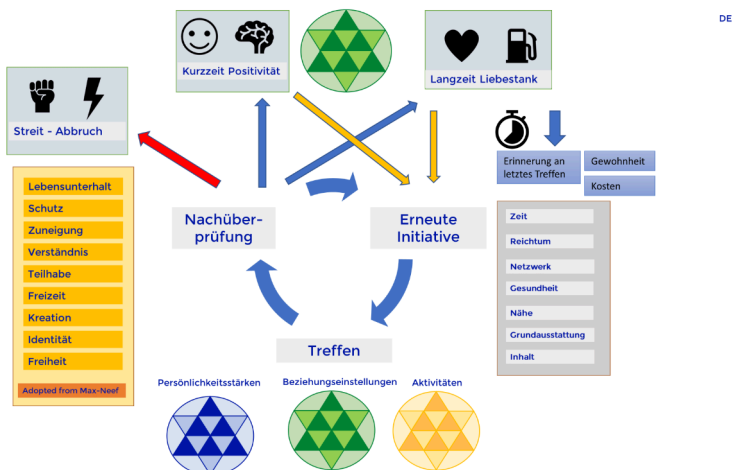 DE
Kurzzeit Positivität
Langzeit Liebestank
Streit - Abbruch
Erinnerung an
letztes Treffen
Gewohnheit
Kosten
Lebensunterhalt
Schutz
Zuneigung
Verständnis
Teilhabe
Freizeit
Kreation
Identität
Freiheit
Adopted from Max-Neef
Nachüber-
prüfung
Erneute
Initiative
Treffen
Zeit
Reichtum
Netzwerk
Gesundheit
Nähe
Grundausstattung
Inhalt
Persönlichkeitsstärken
Beziehungseinstellungen
Aktivitäten